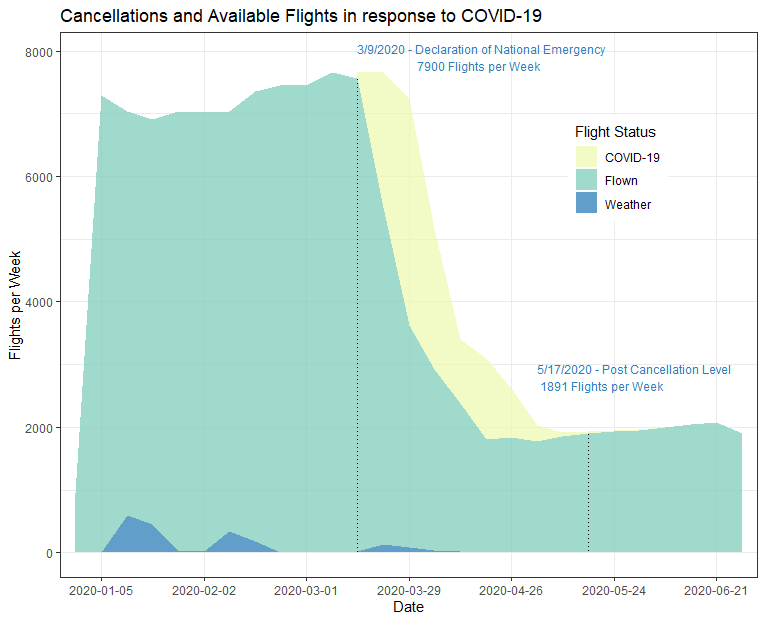 Cancellations and Available Flights in response to COVID-19
3/9/2020 - Declaration of National Emergency
7900 Flights per Week
Flight Status
COVID-19
Flown
Weather
5/17/2020 - Post Cancellation Level
1891 Flights per Week
Flights per Week
8000
6000
4000
2000
0
2020-01-05 2020-02-02 2020-03-01 2020-03-29 2020-04-26 2020-05-24 2020-06-21
Date